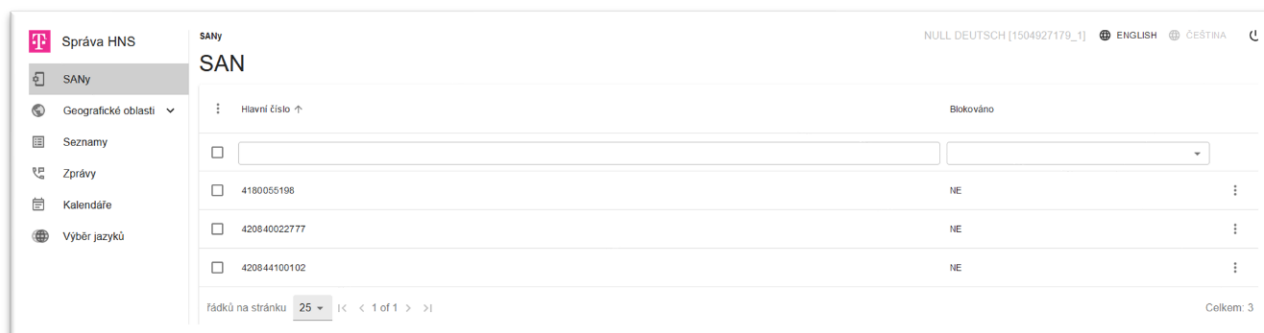 T Správa HNS
SANy
Geografické oblasti
Seznamy
Zprávy
Kalendáře
Výběr jazyků
SANy
NULL DEUTSCH [1504927179_1] ENGLISH ČEŠTINA
SAN
Hlavní číslo ↑ Blokováno
4180055198 NE
420840022777 NE
420844100102 NE
řádků na stránku 25 |< < 1 of 1 > >| Celkem: 3